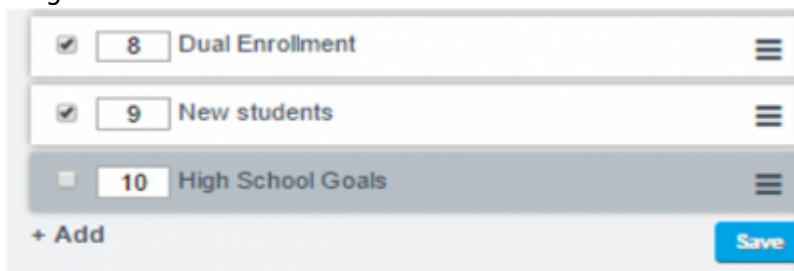 8 Dual Enrollment
9 New students
10 High School Goals
+ Add
Save